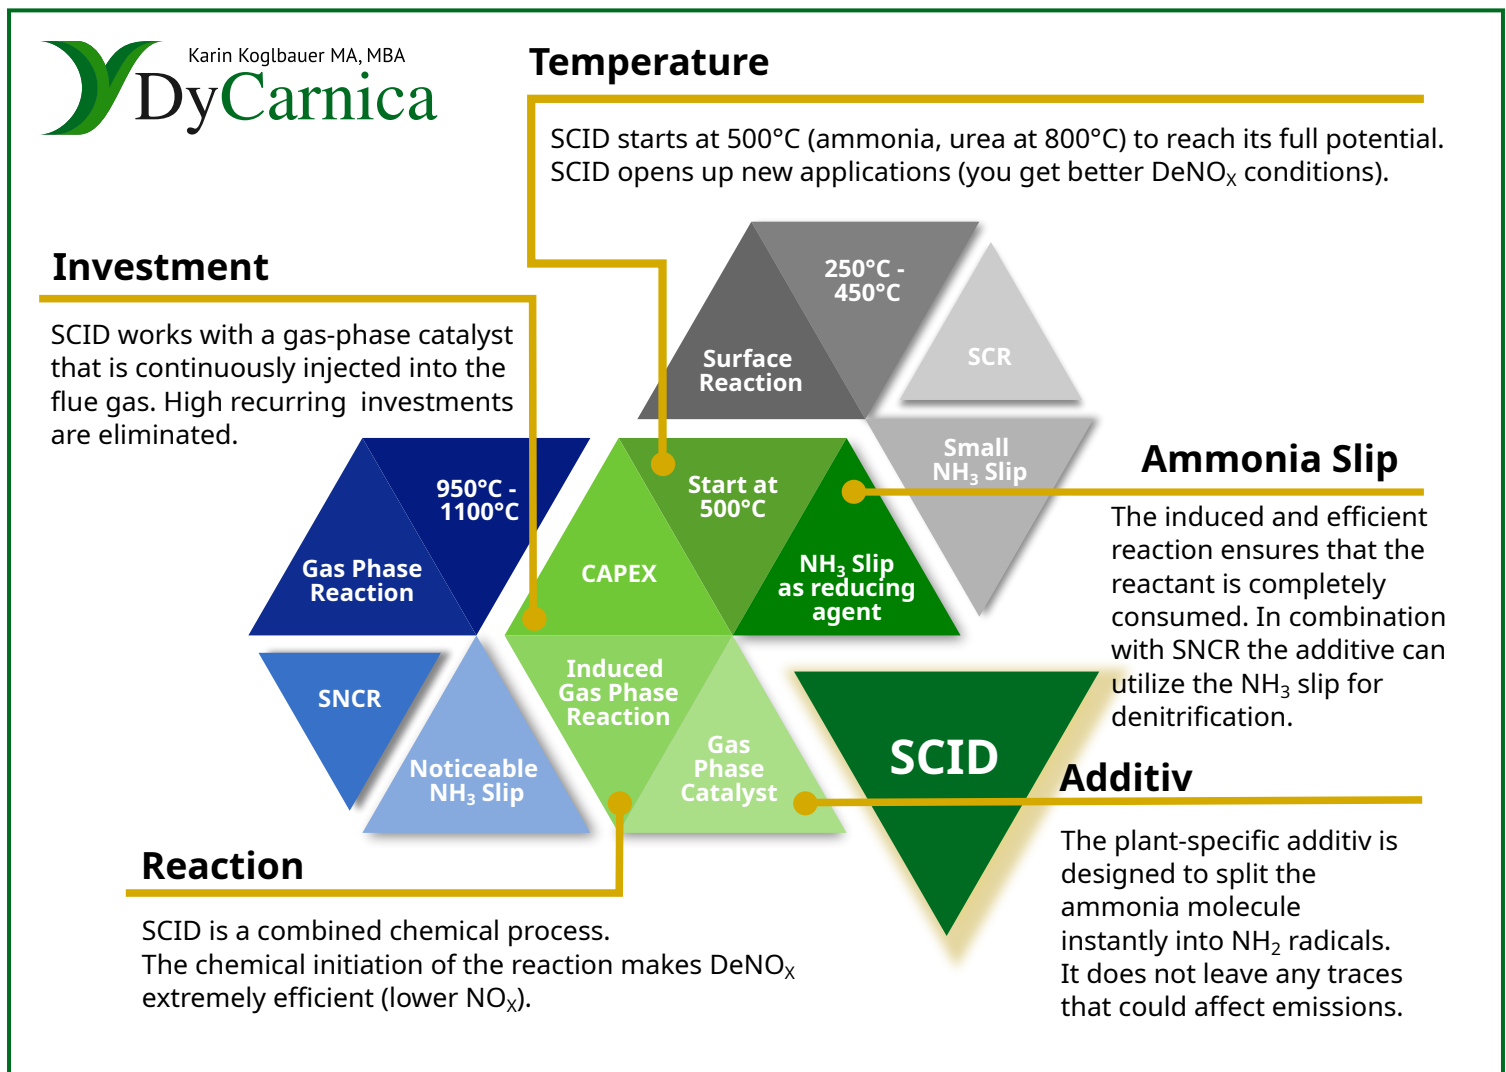 Karin Koglbauer MA, MBA
DyCarnica
Temperature
SCID starts at 500°C (ammonia, urea at 800°C) to reach its full potential.
SCID opens up new applications (you get better DeNOX conditions).
Investment
SCID works with a gas-phase catalyst
that is continuously injected into the
flue gas. High recurring  investments
are eliminated.
250°C -
450°C
Surface
Reaction
SCR
Small
NH3 Slip
950°C -
1100°C
Gas Phase
Reaction
SNCR
Noticeable
NH3 Slip
Start at
500°C
CAPEX
NH3 Slip
as reducing
agent
Induced
Gas Phase
Reaction
Gas
Phase
Catalyst
SCID
Ammonia Slip
The induced and efficient
reaction ensures that the
reactant is completely
consumed. In combination
with SNCR the additive can
utilize the NH3 slip for
denitrification.
Additiv
The plant-specific additiv is
designed to split the
ammonia molecule
instantly into NH2 radicals.
It does not leave any traces
that could affect emissions.
Reaction
SCID is a combined chemical process.
The chemical initiation of the reaction makes DeNOX
extremely efficient (lower NOX).